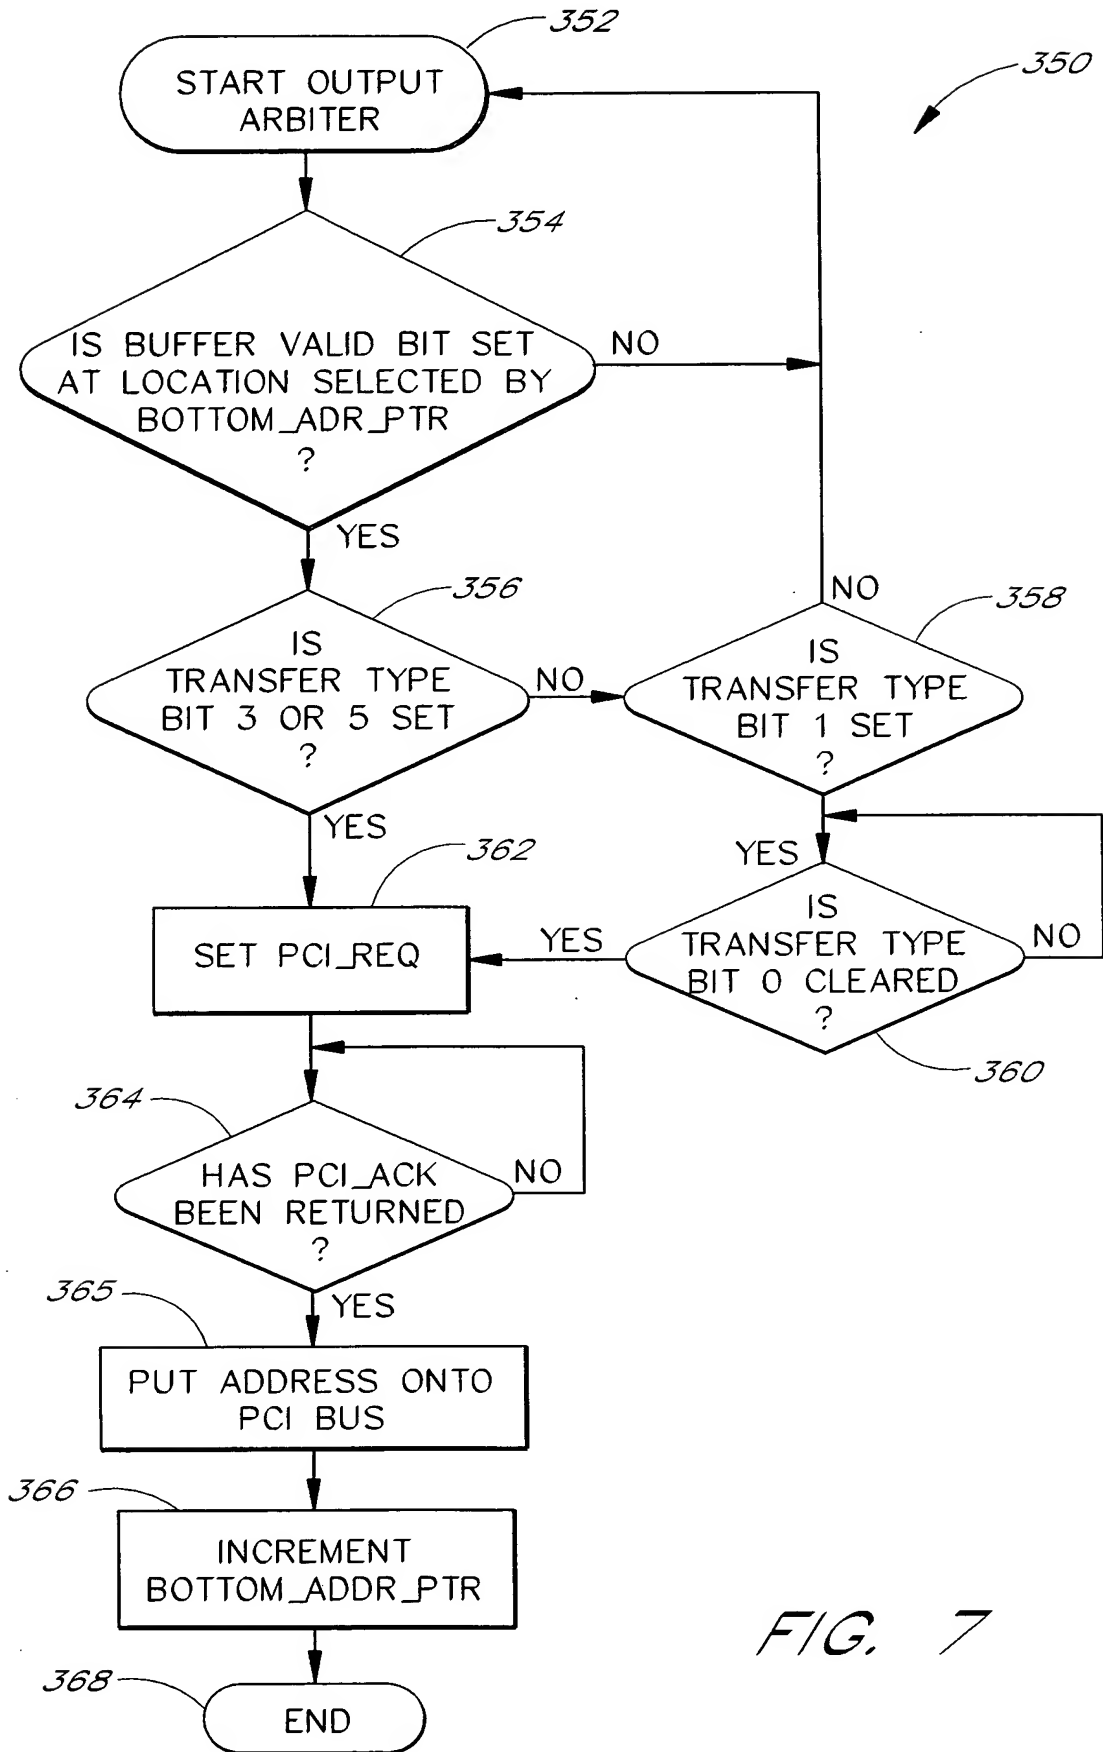 352
350
START OUTPUT
ARBITER
354
IS BUFFER VALID BIT SET
AT LOCATION SELECTED BY
BOTTOM_ADR_PTR
?
NO
YES
356
IS
TRANSFER TYPE
BIT 3 OR 5 SET
?
NO
YES
358
NO
IS
TRANSFER TYPE
BIT 1 SET
?
YES
362
SET PCI_REQ
YES
IS
TRANSFER TYPE
BIT 0 CLEARED
?
NO
360
364
HAS PCI_ACK
BEEN RETURNED
?
NO
YES
365
PUT ADDRESS ONTO
PCI BUS
366
INCREMENT
BOTTOM_ADDR_PTR
368
END
FIG. 7